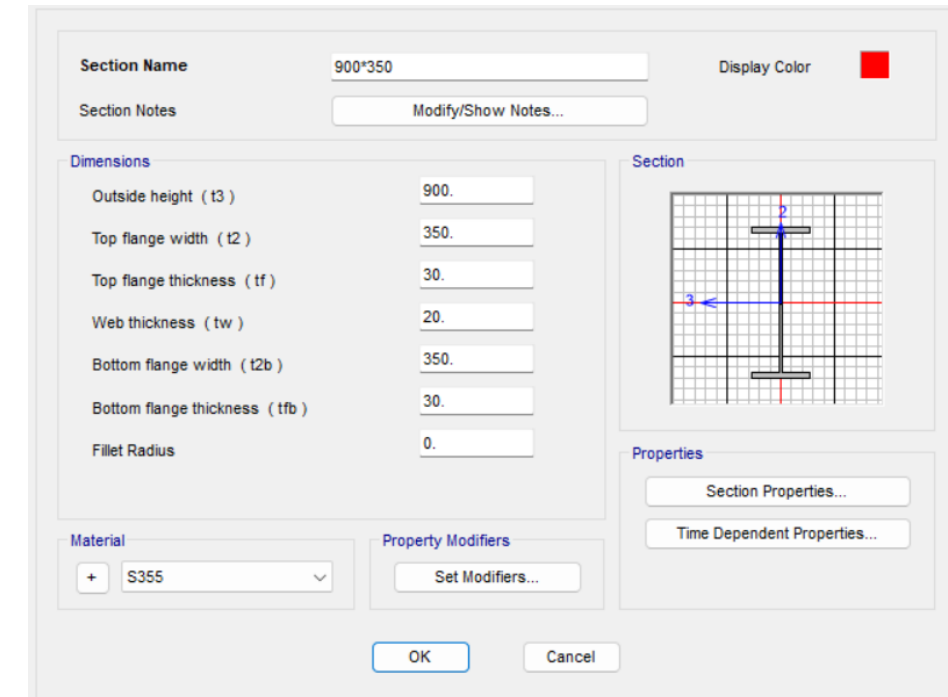 Section Name 900*350 Display Color
Section Notes Modify/Show Notes...
Dimensions
Outside height ( t3 ) 900.
Top flange width ( t2 ) 350.
Top flange thickness ( tf ) 30.
Web thickness ( tw ) 20.
Bottom flange width ( t2b ) 350.
Bottom flange thickness ( tfb ) 30.
Fillet Radius 0.
Section
2
3
Properties
Section Properties...
Time Dependent Properties...
Material
+ S355
Property Modifiers
Set Modifiers...
OK Cancel